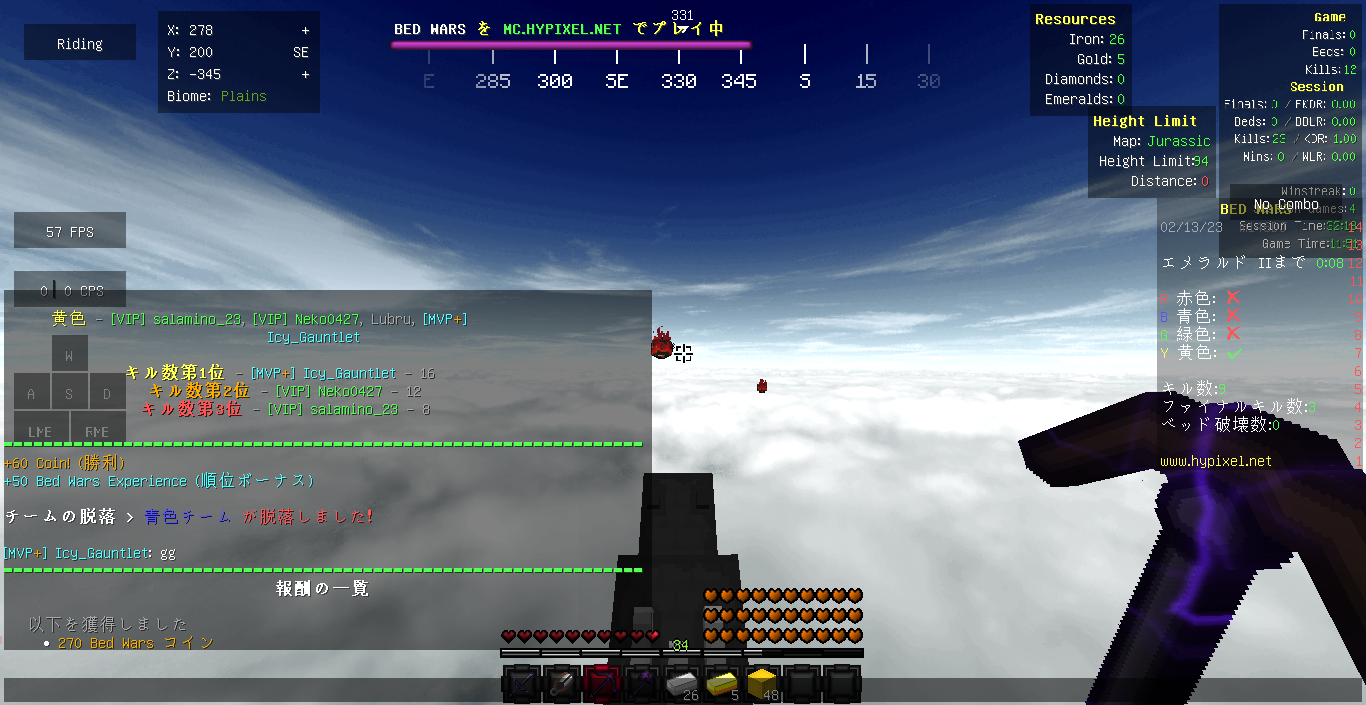 Riding
X: 278 +
Y: 200 SE
Z: -345 +
Biome: Plains
331
BED WARS を MC.HYPIXEL.NET でプレイ中
E 285 300 SE 330 345 S 15 30
Resources
Iron: 26
Gold: 5
Diamonds: 0
Emeralds: 0
Height Limit
Map: Jurassic
Height Limit:94
Distance: 0
Game
Finals: 0
Kills: 12
Session
Finals: 0 / FKDR: 0.00
Kills:23 / KDR: 1.00
Wins: 0 / WLR: 0.00
Winstreak: 0
No Combo
BED WARS
Game Time:
02/13/23
エメラルド IIまで 0:08
赤色: ✗
B 青色: ✗
G 緑色: ✗
Y 黄色: ✓
キル数:9
ファイナルキル数:
ベッド破壊数:0
www.hypixel.net
57 FPS
0 | 0 CPS
W
A S D
黄色 - [VIP] salamino_23, [VIP] Neko0427, Lubru, [MVP+]
Icy_Gauntlet
キル数第1位 - [MVP+] Icy_Gauntlet - 16
キル数第2位 - [VIP] Neko0427 - 12
キル数第3位 - [VIP] salamino_23 - 8
+60 Coin! (勝利)
+50 Bed Wars Experience (順位ボーナス)
チームの脱落 > 青色チーム が脱落しました!
[MVP+] Icy_Gauntlet: gg
報酬の一覧
以下を獲得しました
• 270 Bed Wars コイン
34
26 5 48